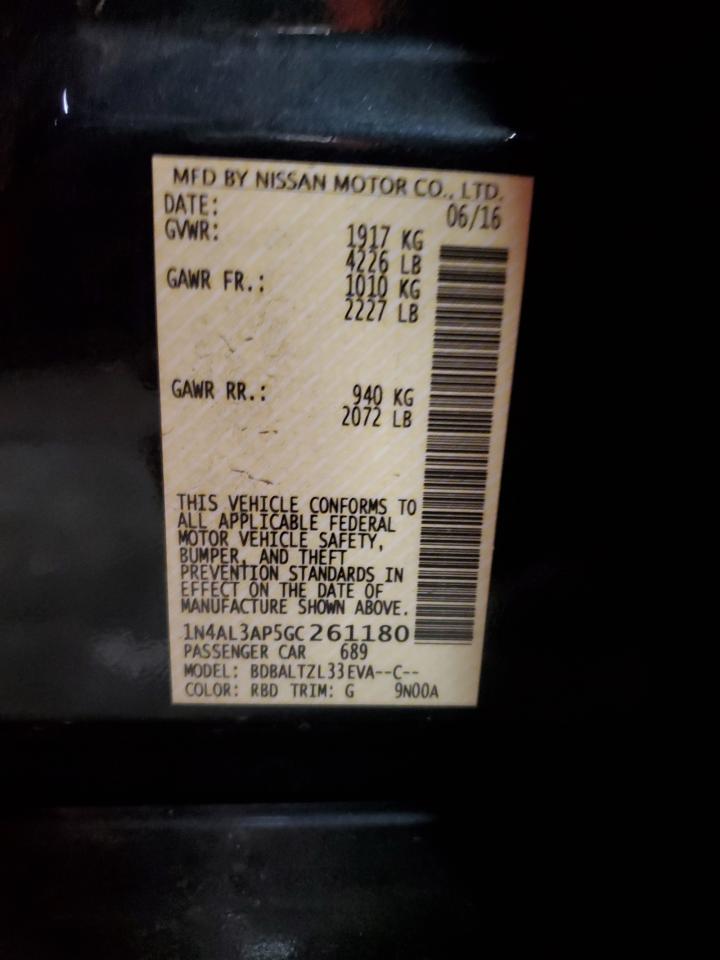 MFD BY NISSAN MOTOR CO., LTD.
DATE: 06/16
GVWR: 1917 KG
4226 LB
GAWR FR.: 1010 KG
2227 LB
GAWR RR.: 940 KG
2072 LB
THIS VEHICLE CONFORMS TO
ALL APPLICABLE FEDERAL
MOTOR VEHICLE SAFETY,
BUMPER, AND THEFT
PREVENTION STANDARDS IN
EFFECT ON THE DATE OF
MANUFACTURE SHOWN ABOVE.
1N4AL3AP5GC261180
PASSENGER CAR 689
MODEL: BDBALTZL33EVA--C--
COLOR: RBD TRIM: G 9N00A